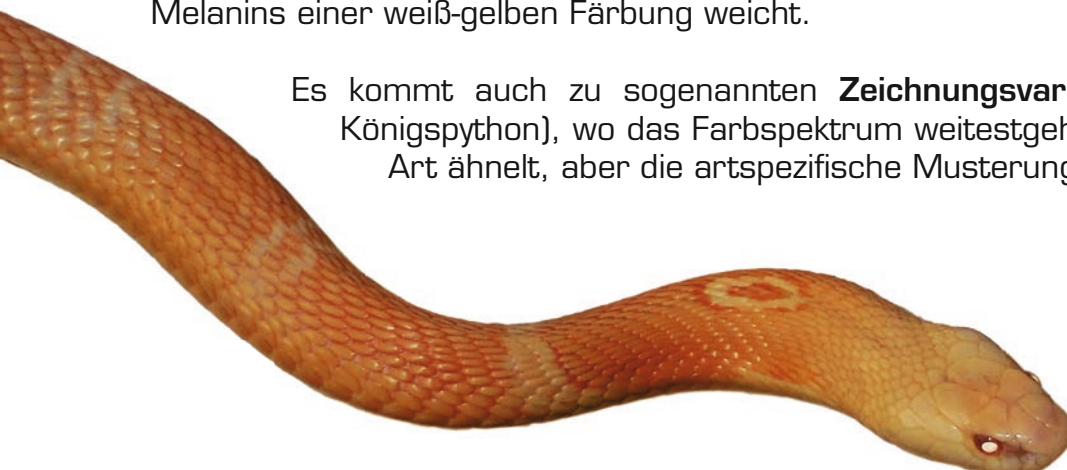 Melanins einer weiß-gelben Färbung weicht.
Es kommt auch zu sogenannten Zeichnungsvar
Königspython), wo das Farbspektrum weitestgeh
Art ähnelt, aber die artspezifische Musterung